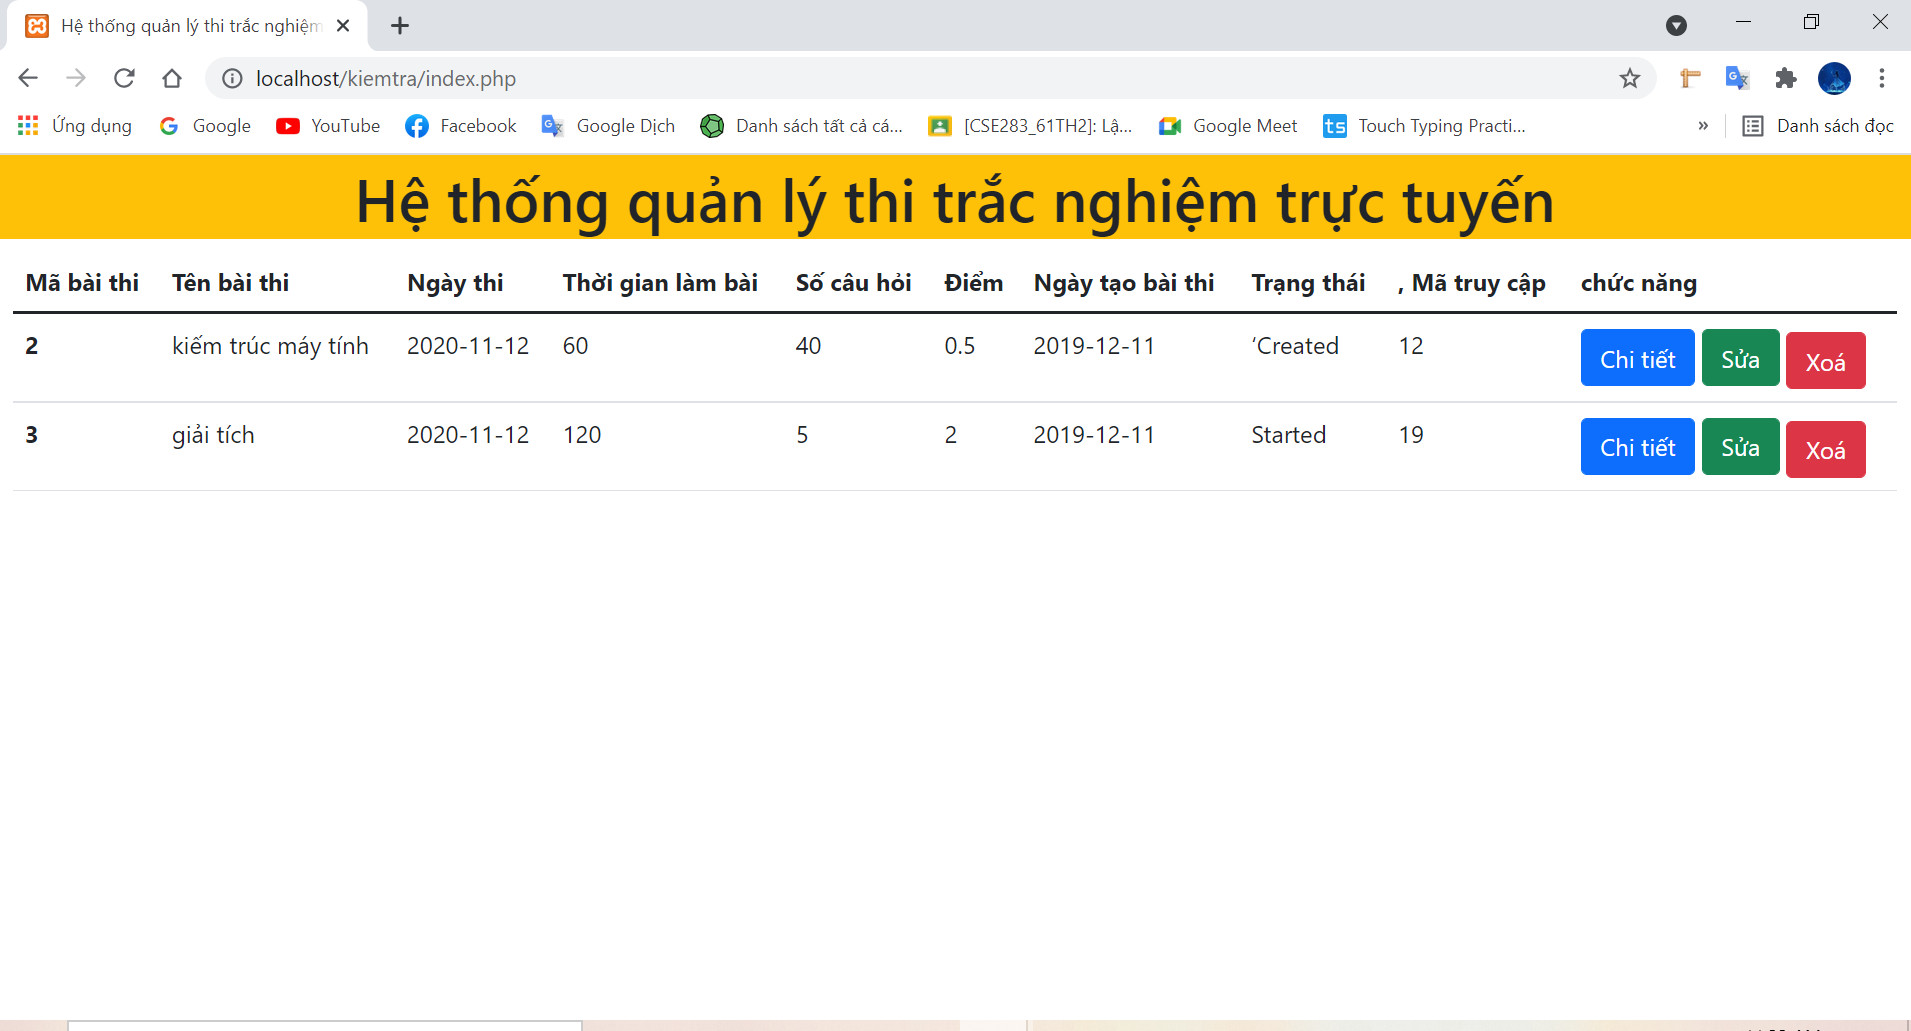 Hệ thống quản lý thi trắc nghiệm
localhost/kiemtra/index.php
Ứng dụng Google YouTube Facebook Google Dịch Danh sách tất cả cá... [CSE283_61TH2]: Lậ... Google Meet ts Touch Typing Practi... » Danh sách đọc
Hệ thống quản lý thi trắc nghiệm trực tuyến
Mã bài thi Tên bài thi Ngày thi Thời gian làm bài Số câu hỏi Điểm Ngày tạo bài thi Trạng thái , Mã truy cập chức năng
2 kiếm trúc máy tính 2020-11-12 60 40 0.5 2019-12-11 ‘Created 12 Chi tiết Sửa Xoá
3 giải tích 2020-11-12 120 5 2 2019-12-11 Started 19 Chi tiết Sửa Xoá